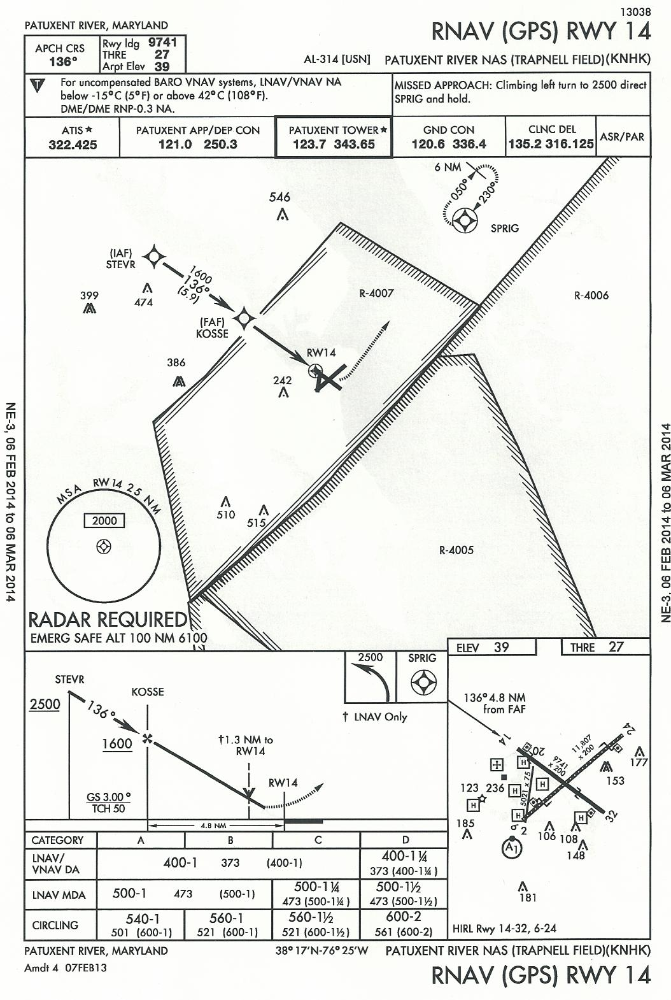 13038
PATUXENT RIVER, MARYLAND
RNAV (GPS) RWY 14
APCH CRS
136°
Rwy ldg 9741
THRE 27
Arpt Elev 39
AL-314 [USN]
PATUXENT RIVER NAS (TRAPNELL FIELD)(KNHK)
T
For uncompensated BARO VNAV systems, LNAV/VNAV NA
below -15°C (5°F) or above 42°C (108°F).
DME/DME RNP-0.3 NA.
MISSED APPROACH: Climbing left turn to 2500 direct
SPRIG and hold.
ATIS★
322.425
PATUXENT APP/DEP CON
121.0 250.3
PATUXENT TOWER★
123.7 343.65
GND CON
120.6 336.4
CLNC DEL
135.2 316.125
ASR/PAR
6 NM
050°
230°
SPRIG
546
(IAF)
STEVR
1600
136°
(5.9)
399
474
(FAF)
KOSSE
R-4007
R-4006
RW14
386
242
MSA RW14 25 NM
2000
510
515
R-4005
RADAR REQUIRED
EMERG SAFE ALT 100 NM 6100
NE-3, 06 FEB 2014 to 06 MAR 2014
NE-3, 06 FEB 2014 to 06 MAR 2014
ELEV 39
THRE 27
STEVR
2500
136°
KOSSE
1600
2500
SPRIG
† LNAV Only
†1.3 NM to
RW14
RW14
GS 3.00°
TCH 50
4.8 NM
136° 4.8 NM
from FAF
14
20
24
11,807
x 200
9741
x 200
5021 x 75
177
153
123
236
H
H
H
H
H
H
32
185
6
2
106
108
148
A1
181
HIRL Rwy 14-32, 6-24
CATEGORY A B C D
LNAV/
VNAV DA
400-1 373 (400-1)
400-1¼
373 (400-1¼)
LNAV MDA
500-1 473 (500-1)
500-1¼
473 (500-1¼)
500-1½
473 (500-1½)
CIRCLING
540-1
501 (600-1)
560-1
521 (600-1)
560-1½
521 (600-1½)
600-2
561 (600-2)
PATUXENT RIVER, MARYLAND
38°17'N-76°25'W
PATUXENT RIVER NAS (TRAPNELL FIELD)(KNHK)
Amdt 4 07FEB13
RNAV (GPS) RWY 14